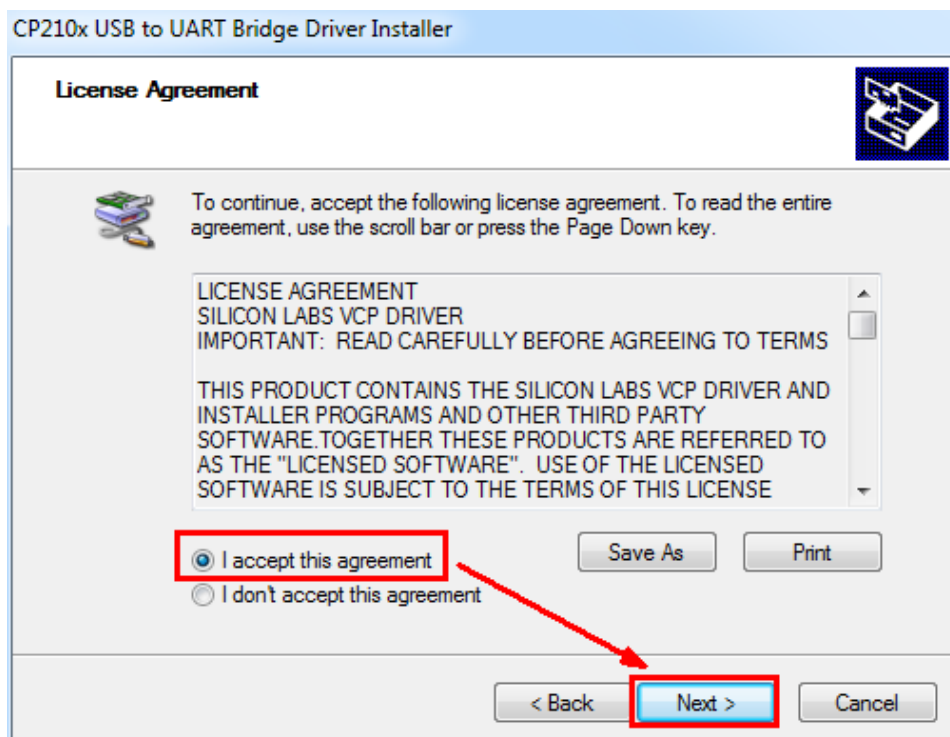 CP210x USB to UART Bridge Driver Installer
License Agreement
To continue, accept the following license agreement. To read the entire
agreement, use the scroll bar or press the Page Down key.
LICENSE AGREEMENT
SILICON LABS VCP DRIVER
IMPORTANT:  READ CAREFULLY BEFORE AGREEING TO TERMS
THIS PRODUCT CONTAINS THE SILICON LABS VCP DRIVER AND
INSTALLER PROGRAMS AND OTHER THIRD PARTY
SOFTWARE.TOGETHER THESE PRODUCTS ARE REFERRED TO
AS THE "LICENSED SOFTWARE".  USE OF THE LICENSED
SOFTWARE IS SUBJECT TO THE TERMS OF THIS LICENSE
I accept this agreement
Save As
Print
I don't accept this agreement
< Back
Next >
Cancel